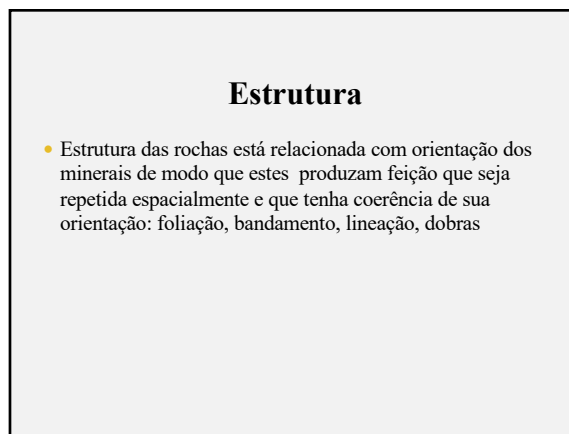 Estrutura
Estrutura das rochas está relacionada com orientação dos
minerais de modo que estes produzam feição que seja
repetida espacialmente e que tenha coerência de sua
orientação: foliação, bandamento, lineação, dobras